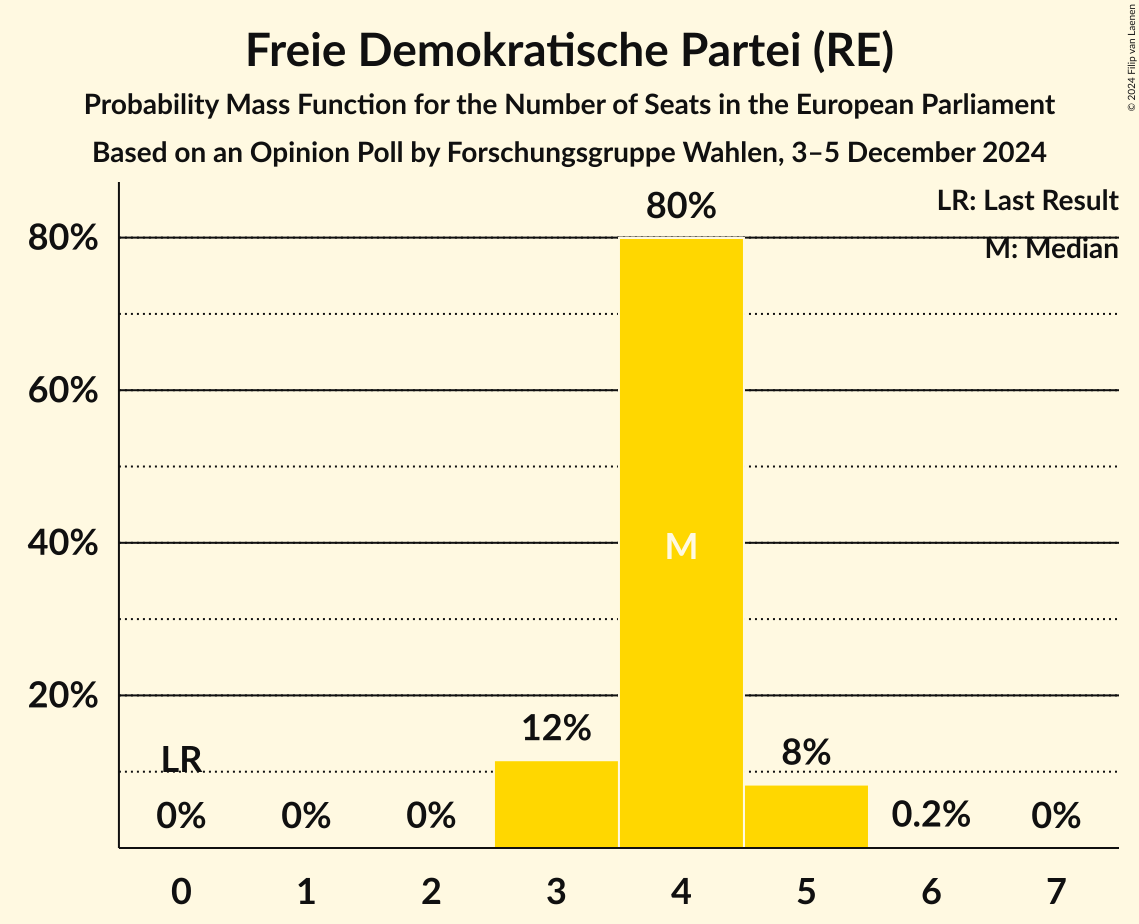 Freie Demokratische Partei (RE)
Probability Mass Function for the Number of Seats in the European Parliament
Based on an Opinion Poll by Forschungsgruppe Wahlen, 3–5 December 2024
© 2024 Filip van Laenen
LR: Last Result
M: Median
80%
60%
40%
20%
LR
0%
0%
0%
12%
80%
M
8%
0.2%
0%
0 1 2 3 4 5 6 7